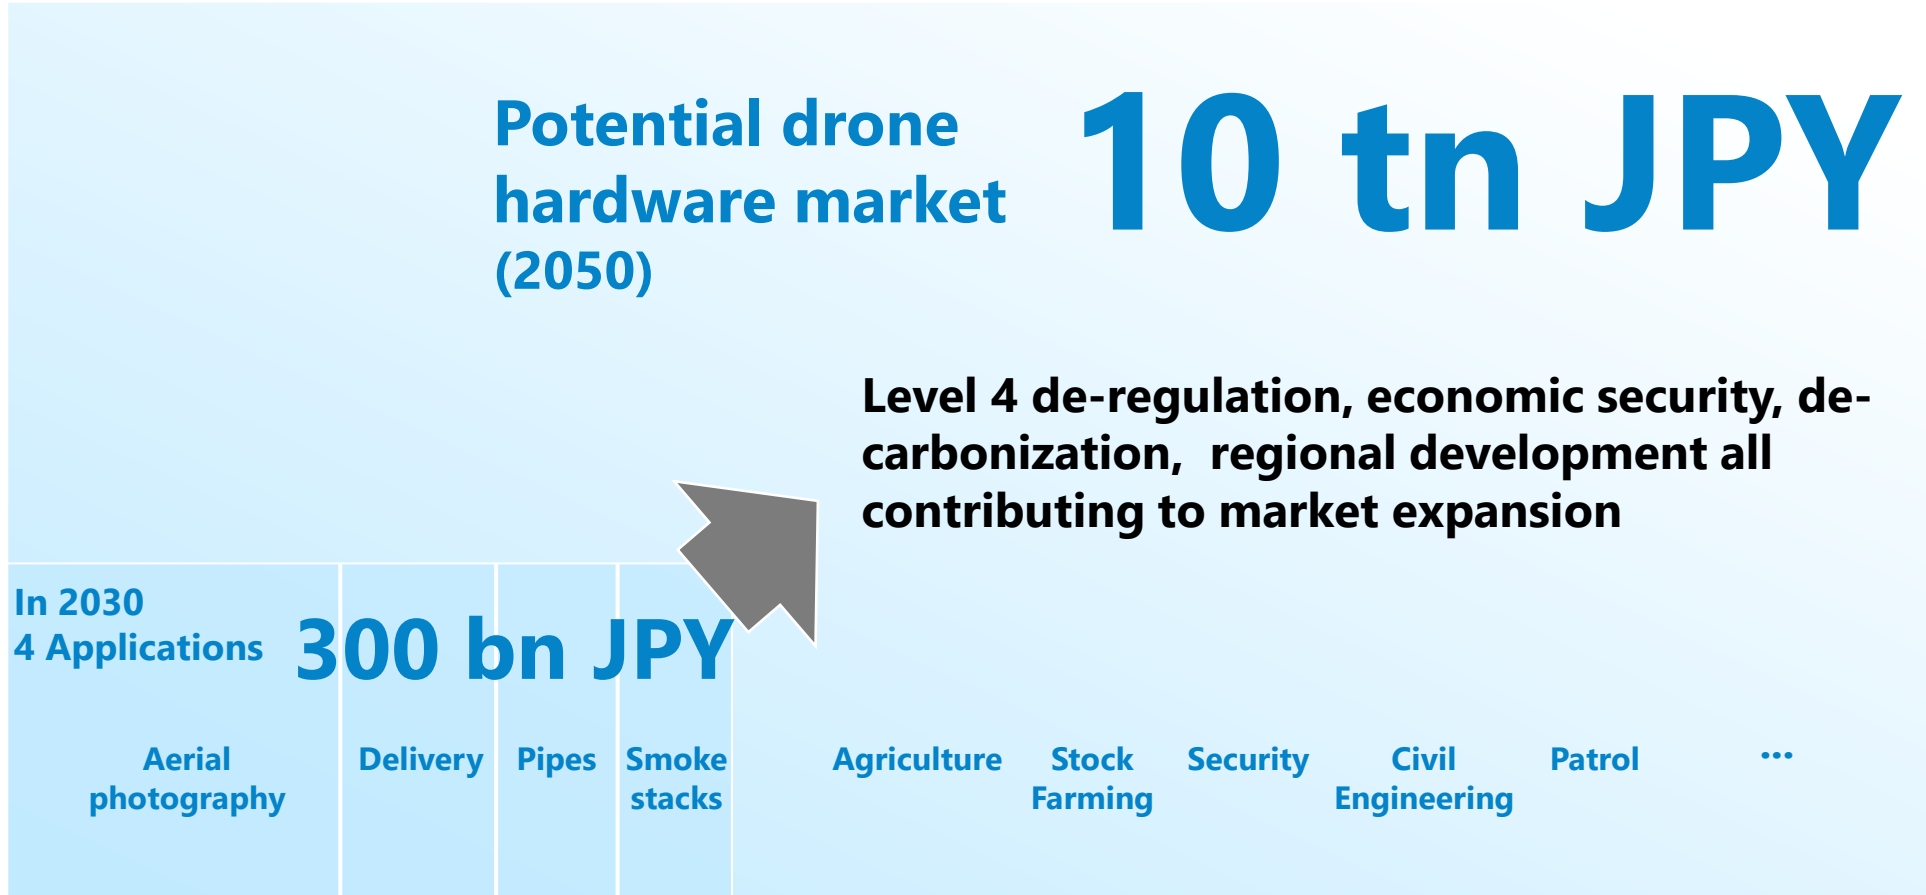 Potential drone
hardware market
(2050)
10 tn JPY
Level 4 de-regulation, economic security, de-
carbonization,  regional development all
contributing to market expansion
In 2030
4 Applications
300 bn JPY
Aerial
photography
Delivery
Pipes
Smoke
stacks
Agriculture
Stock
Farming
Security
Civil
Engineering
Patrol
...